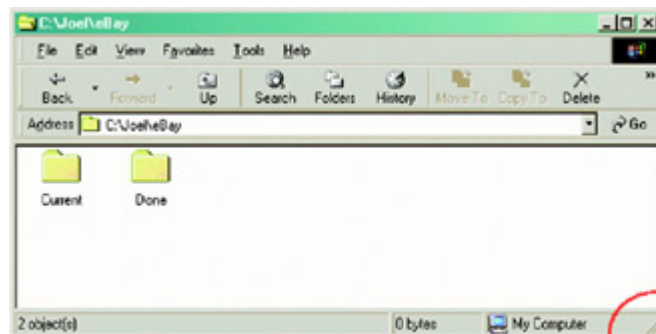 C:\Joel\eBay
File Edit View Favorites Tools Help
Back Forward Up Search Folders History Move To Copy To Delete »
Address C:\Joel\eBay Go
Current Done
2 object(s) 0 bytes My Computer